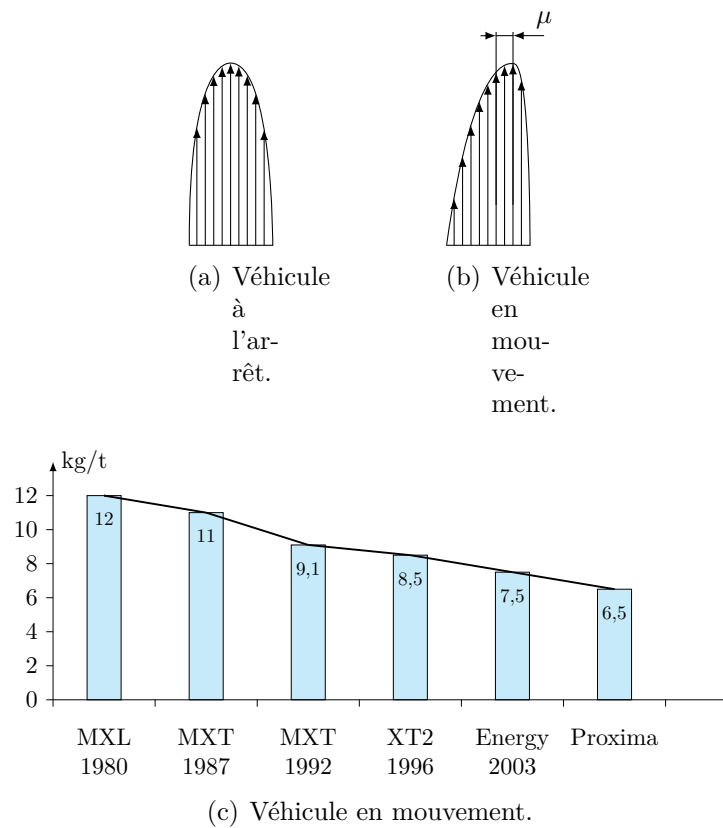 μ
(a) Véhicule
à
l'ar-
rêt.
(b) Véhicule
en
mou-
ve-
ment.
kg/t
12
10
8
6
4
2
0
12
11
9,1
8,5
7,5
6,5
MXL
1980
MXT
1987
MXT
1992
XT2
1996
Energy
2003
Proxima
(c) Véhicule en mouvement.